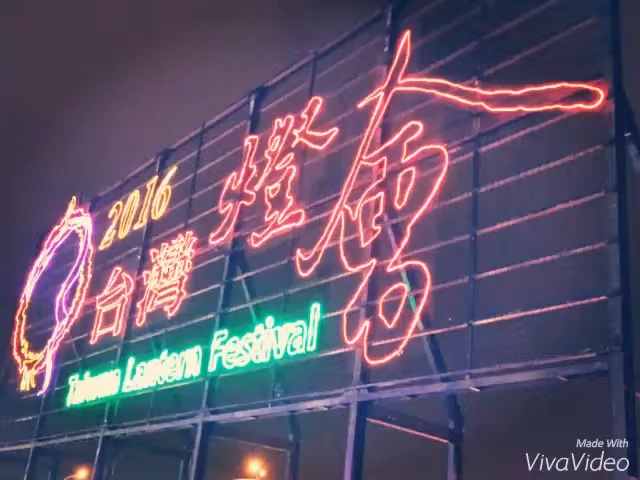 2016
台灣
燈會
Taiwan Lantern Festival
Made With
VivaVideo